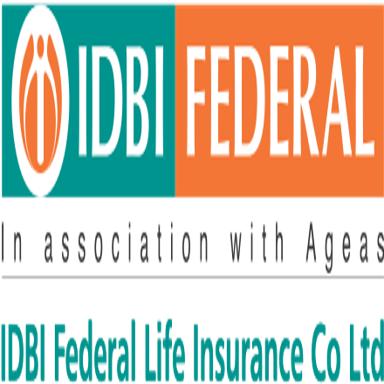 IDBI FEDERAL
In association with Ageas
IDBI Federal Life Insurance Co Ltd